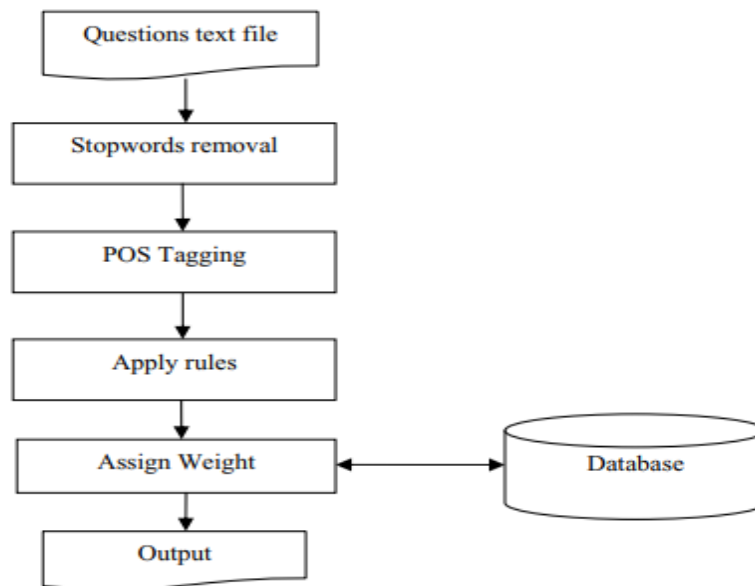 Questions text file
Stopwords removal
POS Tagging
Apply rules
Assign Weight
Database
Output